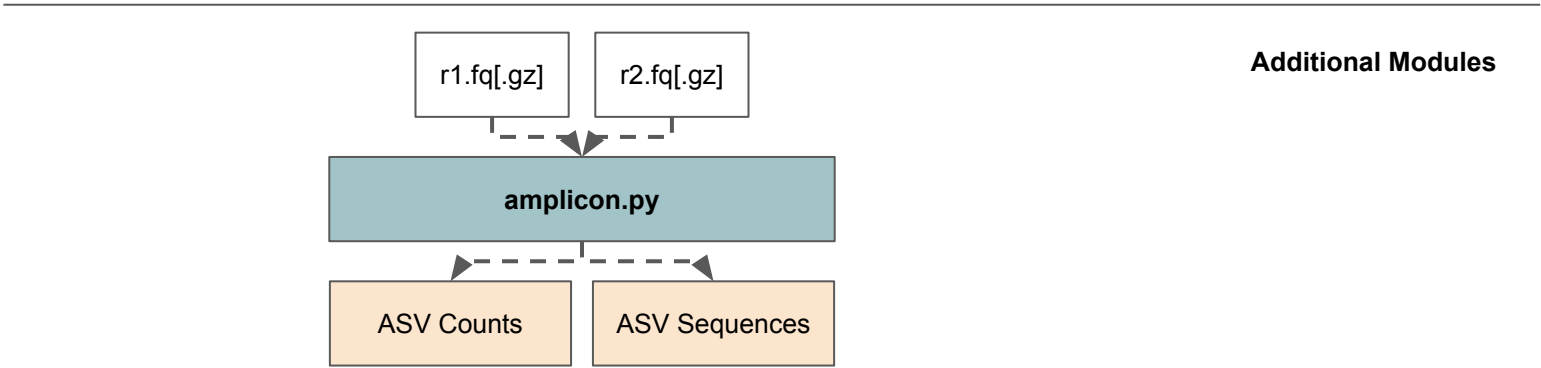 r1.fq[.gz]
r2.fq[.gz]
Additional Modules
amplicon.py
ASV Counts
ASV Sequences